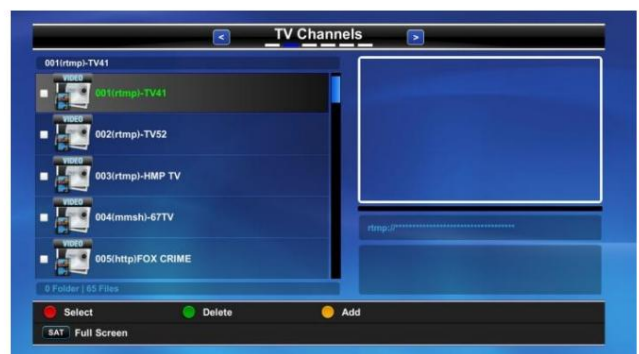 < TV Channels >
001(rtmp)-TV41
VIDEO
001(rtmp)-TV41
VIDEO
002(rtmp)-TV52
VIDEO
003(rtmp)-HMP TV
VIDEO
004(mmsh)-67TV
VIDEO
005(http)FOX CRIME
rtmp://************************************
0 Folder | 65 Files
Select Delete Add
SAT Full Screen